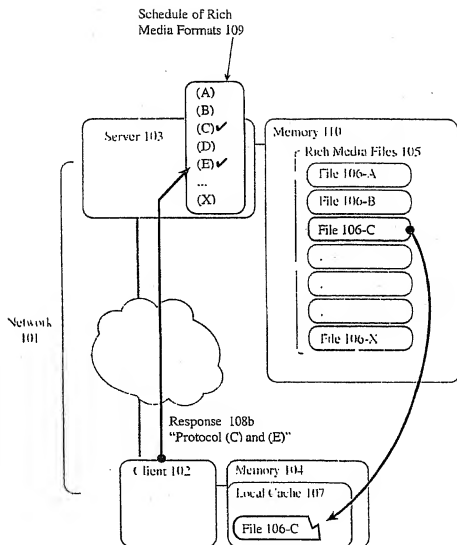 Schedule of Rich
Media Formats 109
(A)
(B)
(C) ✓
(D)
(E) ✓
...
(X)
Server 103
Memory 110
Rich Media Files 105
File 106-A
File 106-B
File 106-C
.
.
.
File 106-X
Network
101
Response 108b
"Protocol (C) and (E)"
Client 102
Memory 104
Local Cache 107
File 106-C